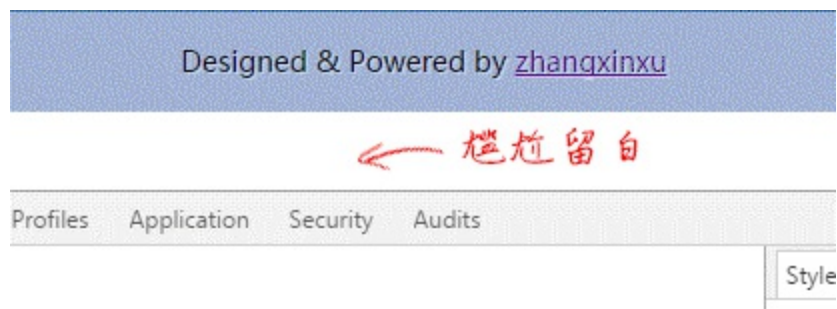 Designed & Powered by zhangxinxu
尴尬留白
Profiles Application Security Audits
Style